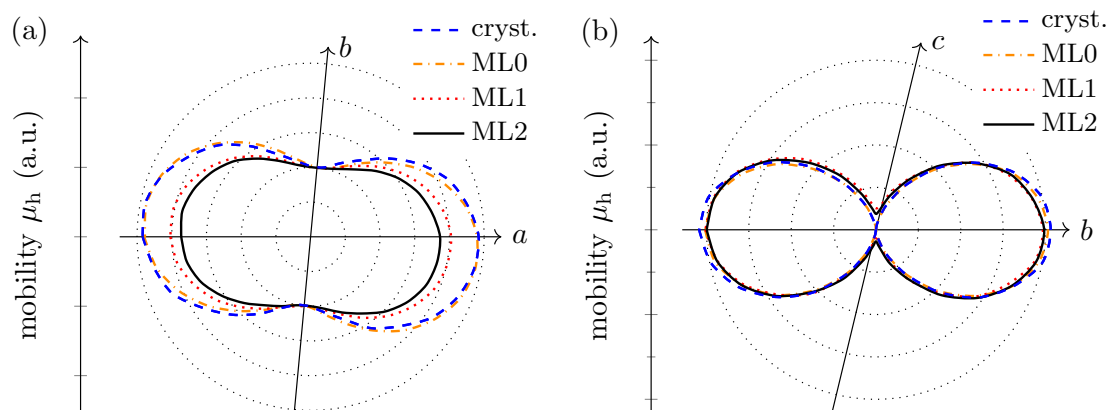 (a)
mobility μh (a.u.)
b
a
cryst.
ML0
ML1
ML2
(b)
mobility μh (a.u.)
c
b
cryst.
ML0
ML1
ML2